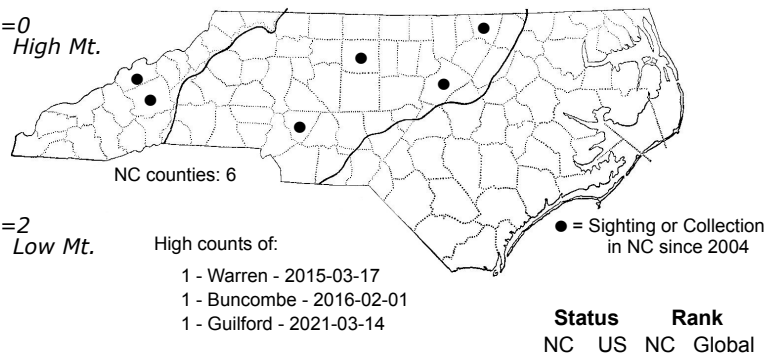 =0
High Mt.
NC counties: 6
=2
Low Mt.
High counts of:
1 - Warren - 2015-03-17
1 - Buncombe - 2016-02-01
1 - Guilford - 2021-03-14
= Sighting or Collection
in NC since 2004
Status Rank
NC US NC Global